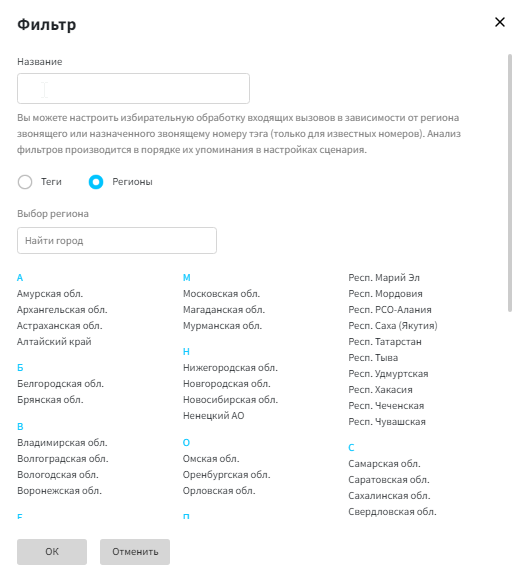 Фильтр
Название
Вы можете настроить избирательную обработку входящих вызовов в зависимости от региона
звонящего или назначенного звонящему номеру тэга (только для известных номеров). Анализ
фильтров производится в порядке их упоминания в настройках сценария.
Теги
Регионы
Выбор региона
Найти город
А
Амурская обл.
Архангельская обл.
Астраханская обл.
Алтайский край
Б
Белгородская обл.
Брянская обл.
В
Владимирская обл.
Волгоградская обл.
Вологодская обл.
Воронежская обл.
М
Московская обл.
Магаданская обл.
Мурманская обл.
Н
Нижегородская обл.
Новгородская обл.
Новосибирская обл.
Ненецкий АО
О
Омская обл.
Оренбургская обл.
Орловская обл.
П
Респ. Марий Эл
Респ. Мордовия
Респ. РСО-Алания
Респ. Саха (Якутия)
Респ. Татарстан
Респ. Тыва
Респ. Удмуртская
Респ. Хакасия
Респ. Чеченская
Респ. Чувашская
С
Самарская обл.
Саратовская обл.
Сахалинская обл.
Свердловская обл.
ОК
Отменить